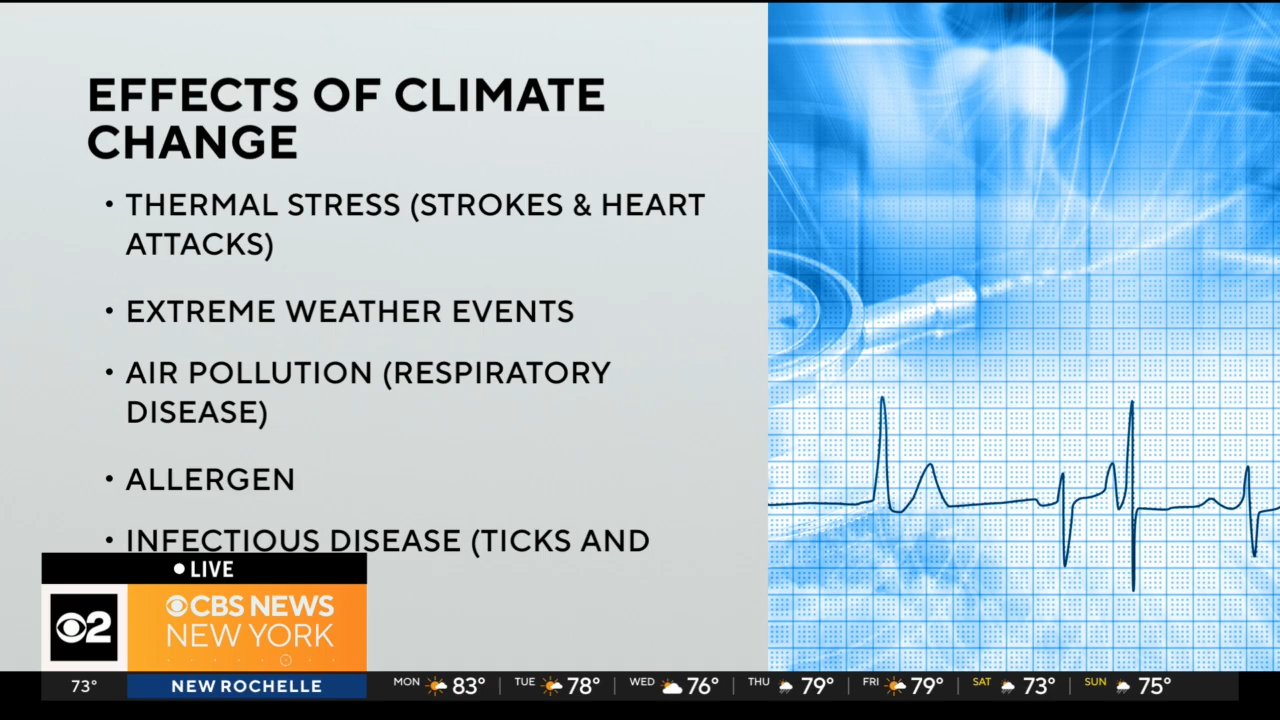 EFFECTS OF CLIMATE
CHANGE
• THERMAL STRESS (STROKES & HEART
ATTACKS)
• EXTREME WEATHER EVENTS
• AIR POLLUTION (RESPIRATORY
DISEASE)
• ALLERGEN
• INFECTIOUS DISEASE (TICKS AND
• LIVE
2
CBS NEWS
NEW YORK
73° NEW ROCHELLE MON 83° TUE 78° WED 76° THU 79° FRI 79° SAT 73° SUN 75°